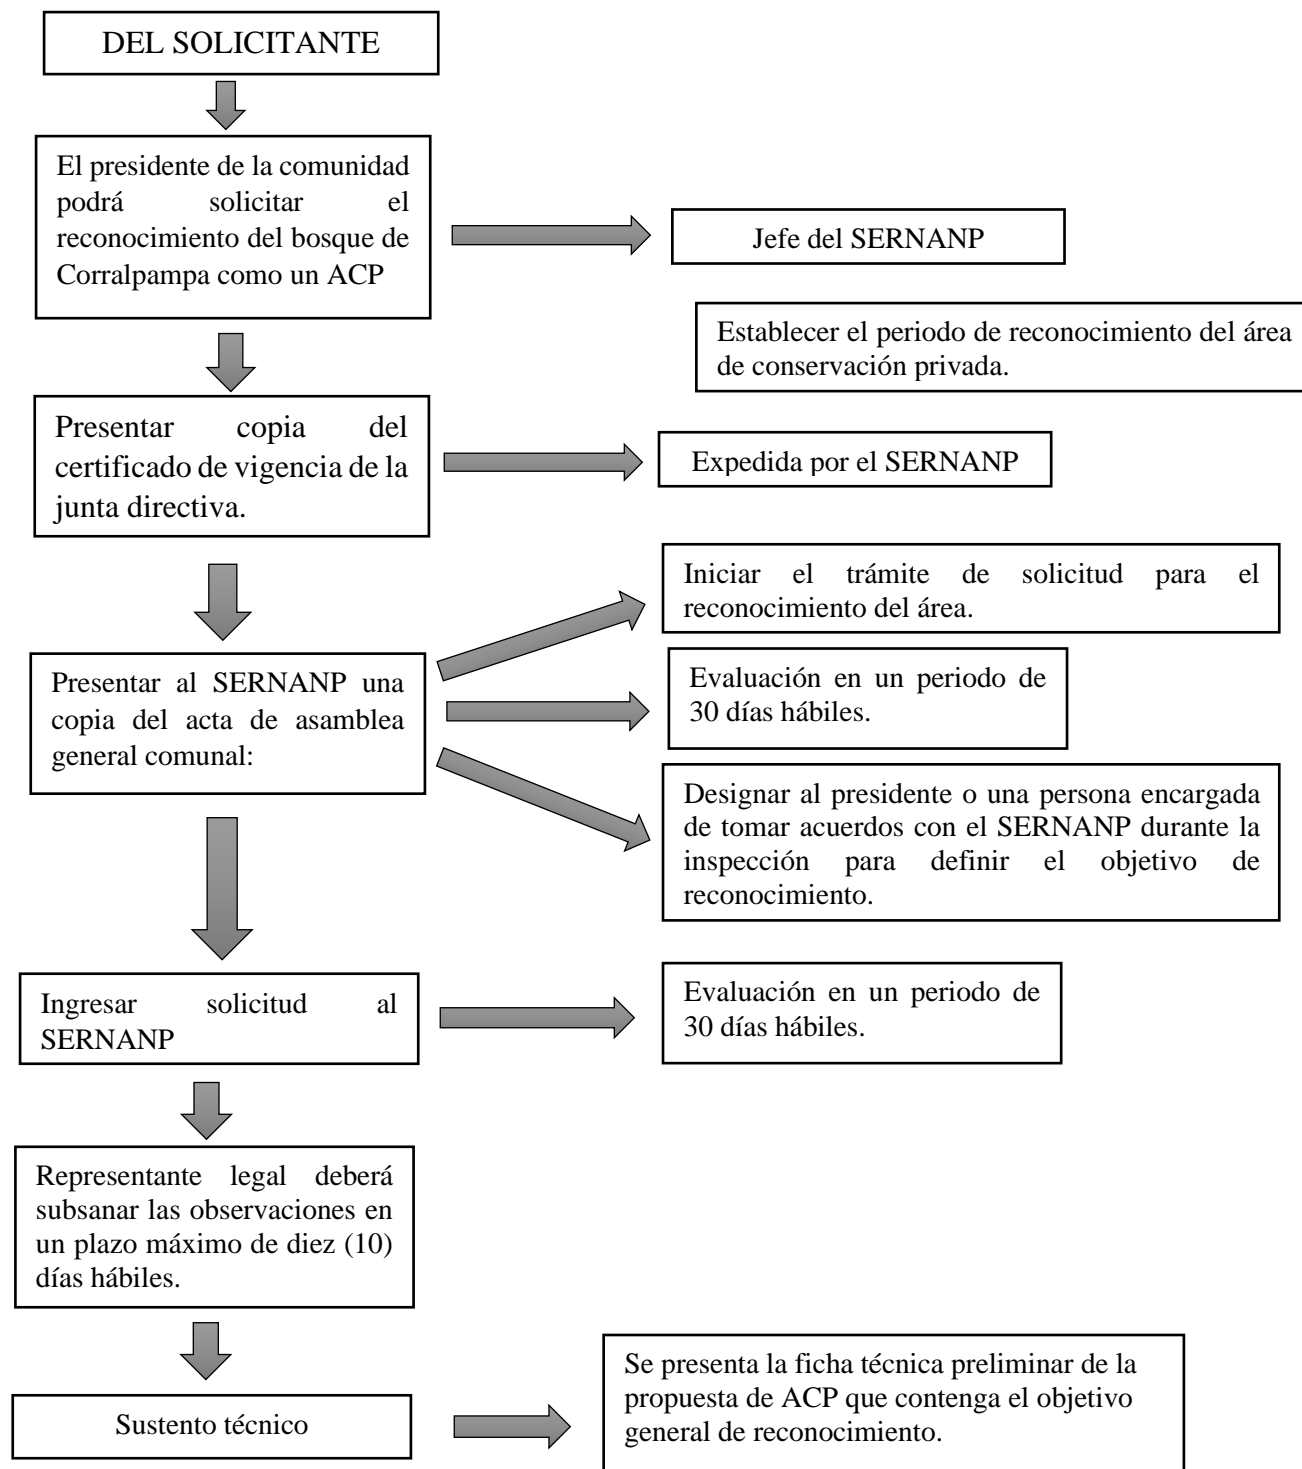 DEL SOLICITANTE
El presidente de la comunidad
podrá solicitar el
reconocimiento del bosque de
Corralpampa como un ACP
Jefe del SERNANP
Establecer el periodo de reconocimiento del área
de conservación privada.
Presentar copia del
certificado de vigencia de la
junta directiva.
Expedida por el SERNANP
Iniciar el trámite de solicitud para el
reconocimiento del área.
Presentar al SERNANP una
copia del acta de asamblea
general comunal:
Evaluación en un periodo de
30 días hábiles.
Designar al presidente o una persona encargada
de tomar acuerdos con el SERNANP durante la
inspección para definir el objetivo de
reconocimiento.
Ingresar solicitud al
SERNANP
Evaluación en un periodo de
30 días hábiles.
Representante legal deberá
subsanar las observaciones en
un plazo máximo de diez (10)
días hábiles.
Sustento técnico
Se presenta la ficha técnica preliminar de la
propuesta de ACP que contenga el objetivo
general de reconocimiento.